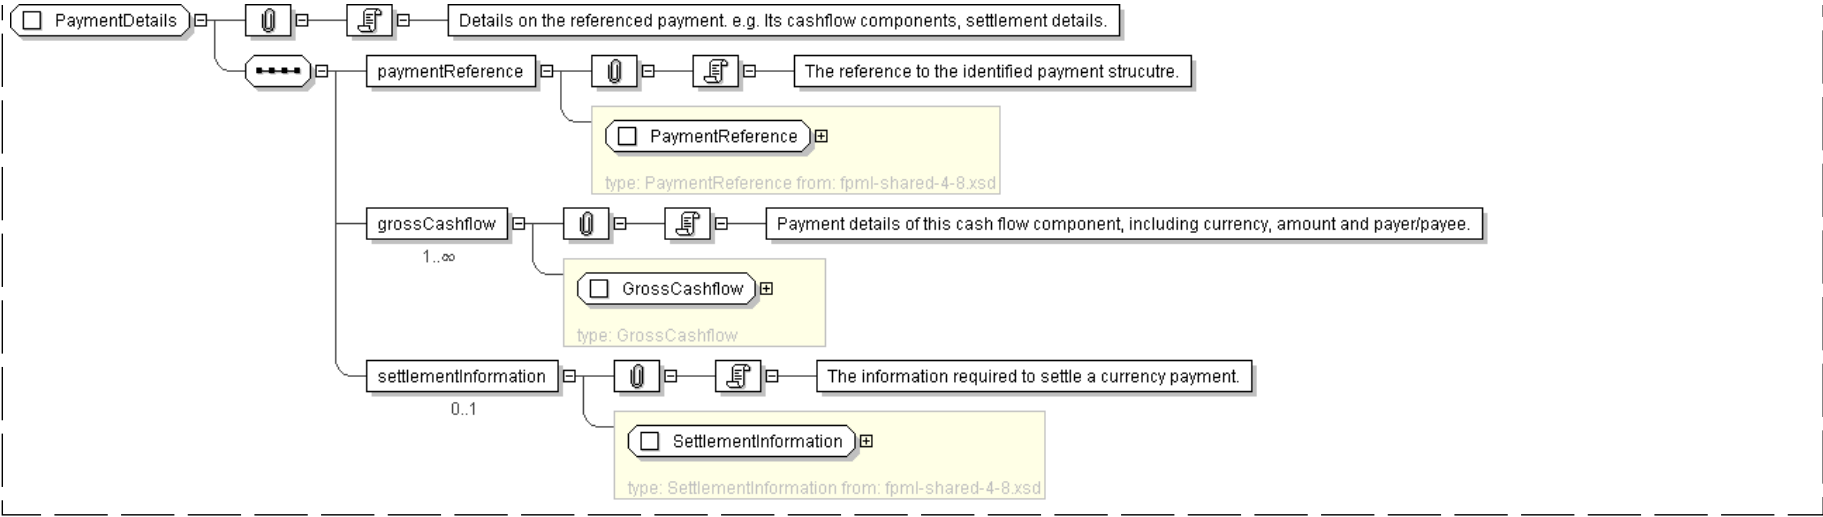 PaymentDetails
Details on the referenced payment. e.g. Its cashflow components, settlement details.
paymentReference
The reference to the identified payment strucutre.
PaymentReference
type: PaymentReference from: fpml-shared-4-8.xsd
grossCashflow
Payment details of this cash flow component, including currency, amount and payer/payee.
1..∞
GrossCashflow
type: GrossCashflow
settlementInformation
The information required to settle a currency payment.
0..1
SettlementInformation
type: SettlementInformation from: fpml-shared-4-8.xsd